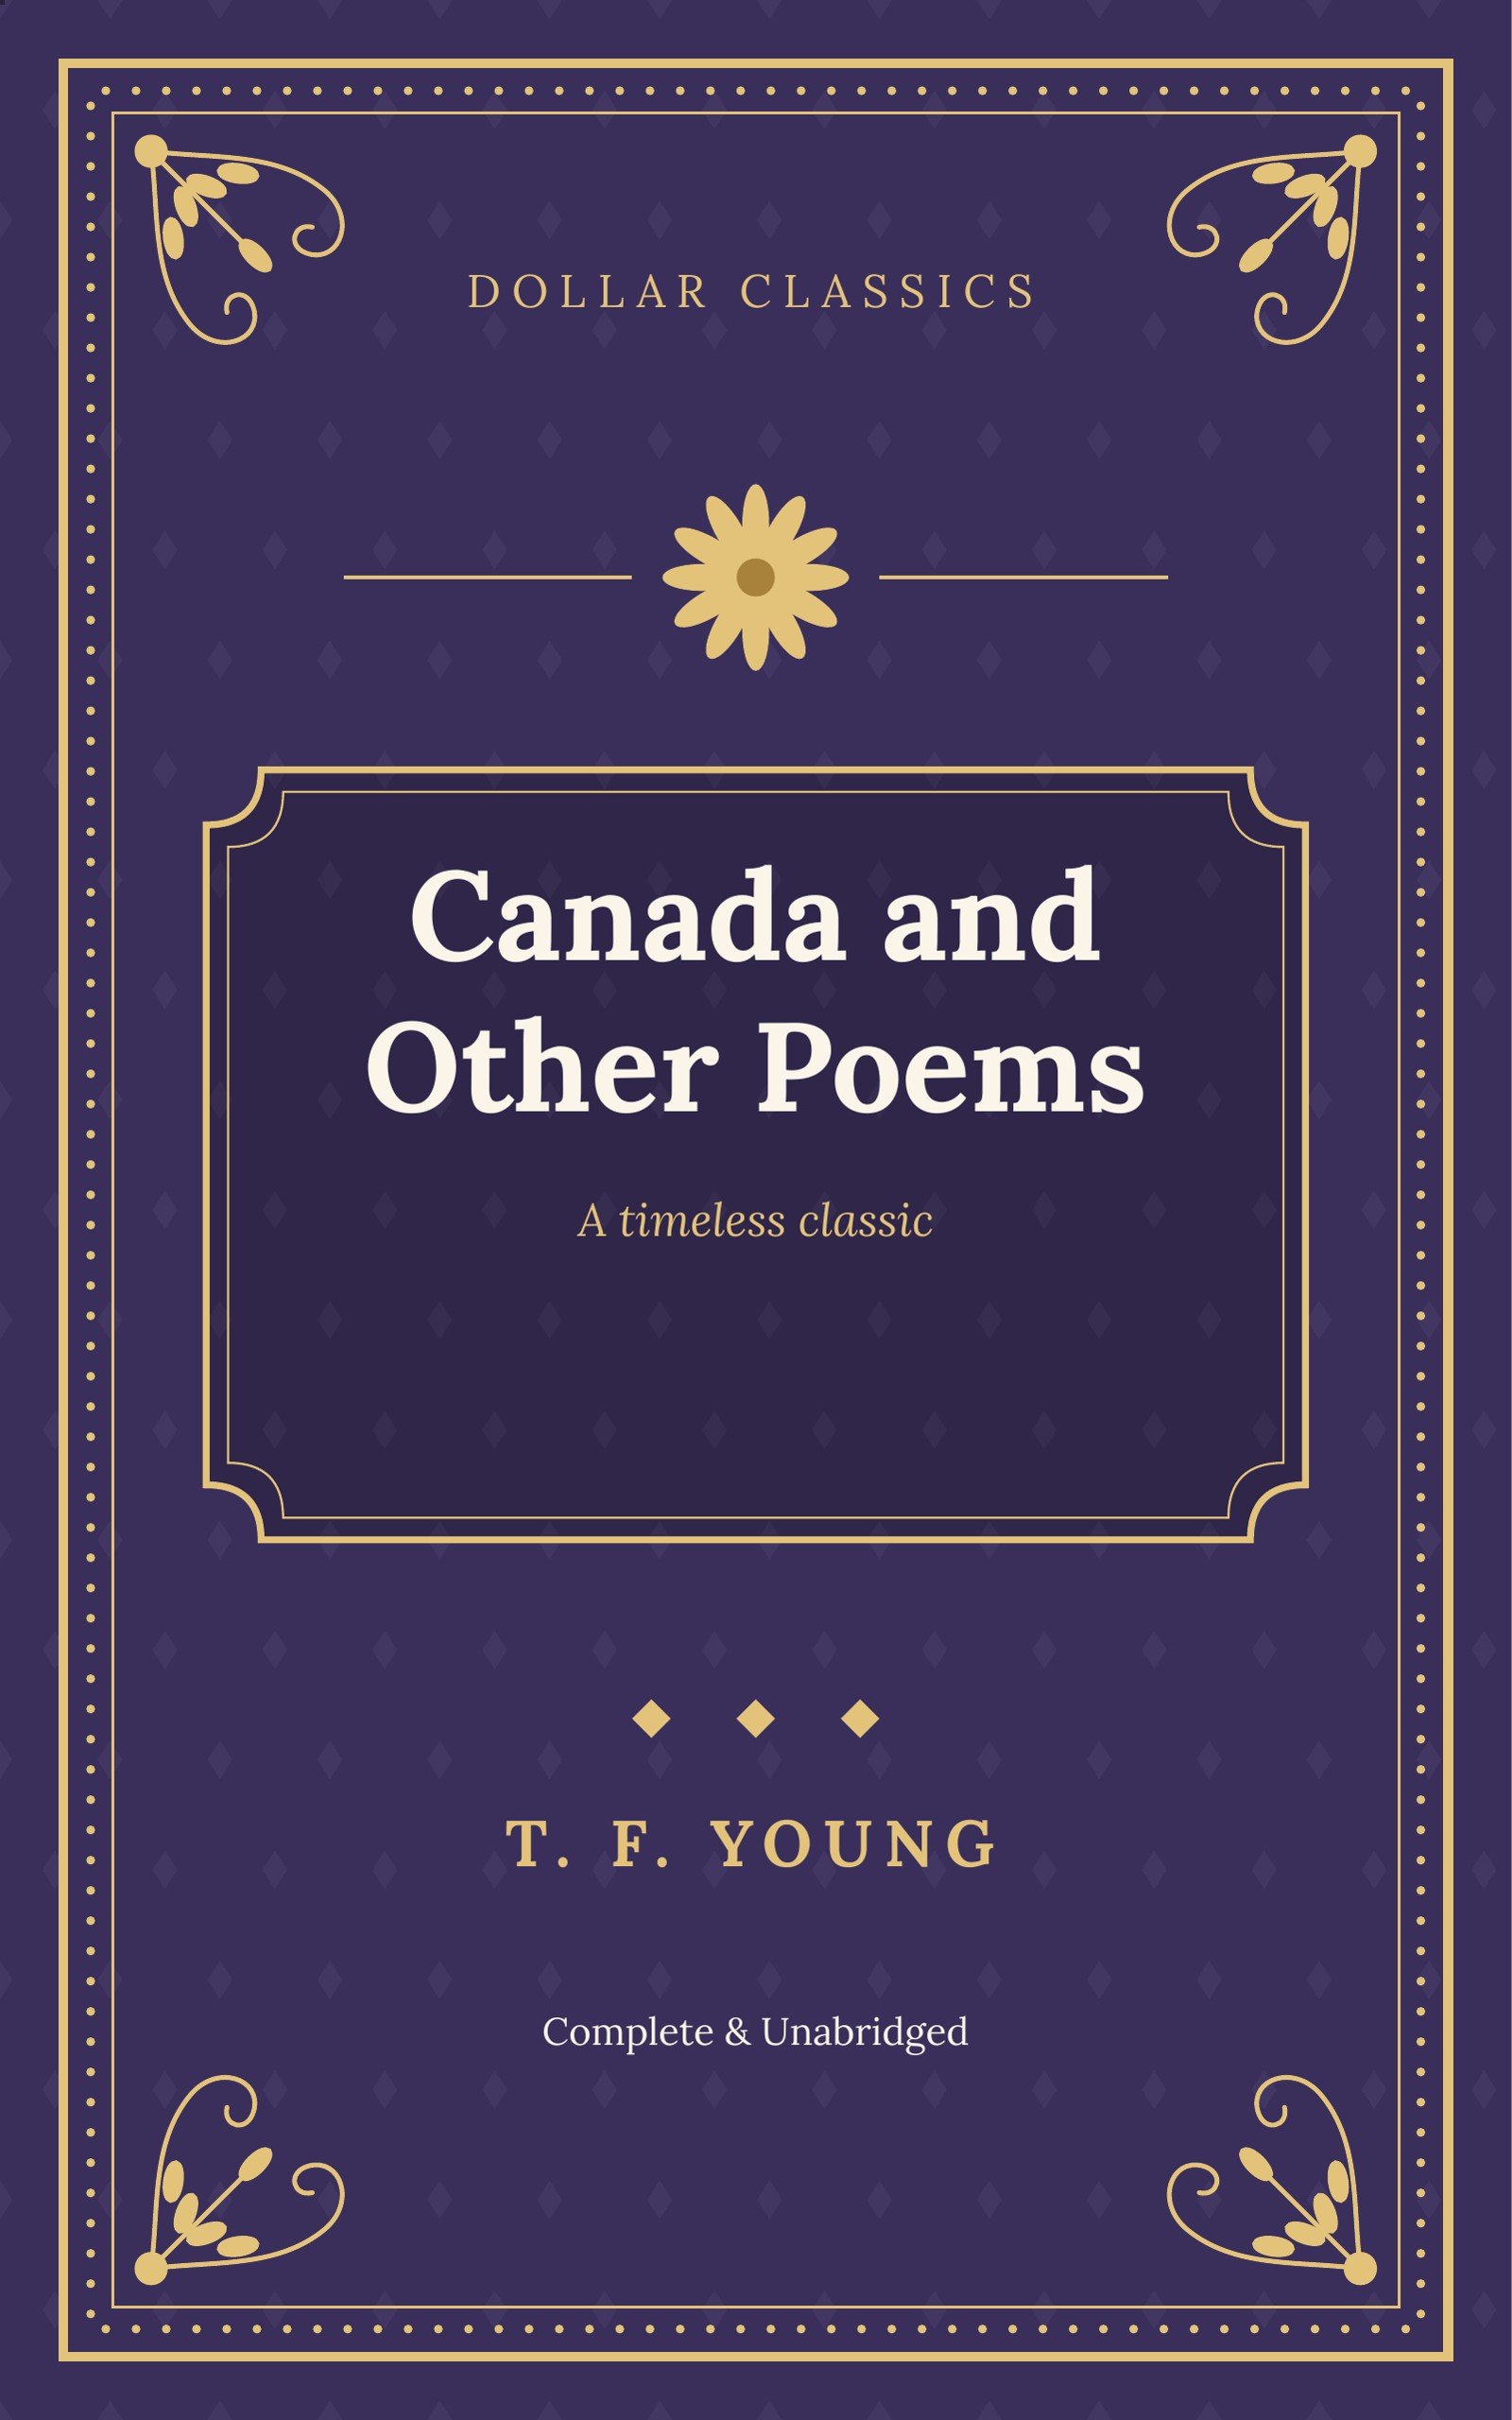 DOLLAR CLASSICS
Canada and
Other Poems
A timeless classic
T. F. YOUNG
Complete & Unabridged